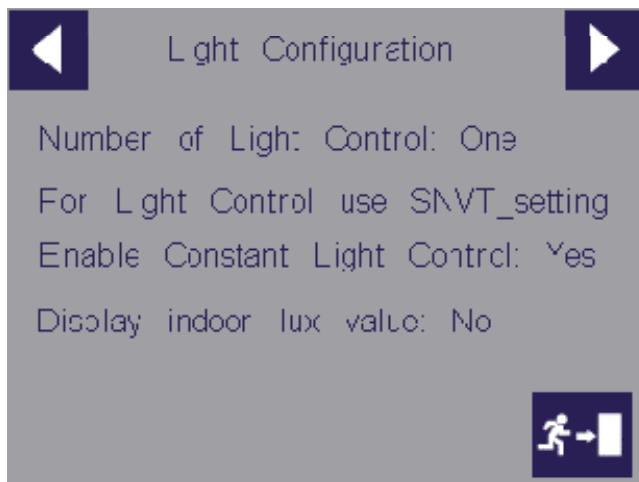 Light Configuration
Number of Light Control: One
For Light Control use SNVT_setting
Enable Constant Light Control: Yes
Display indoor lux value: No